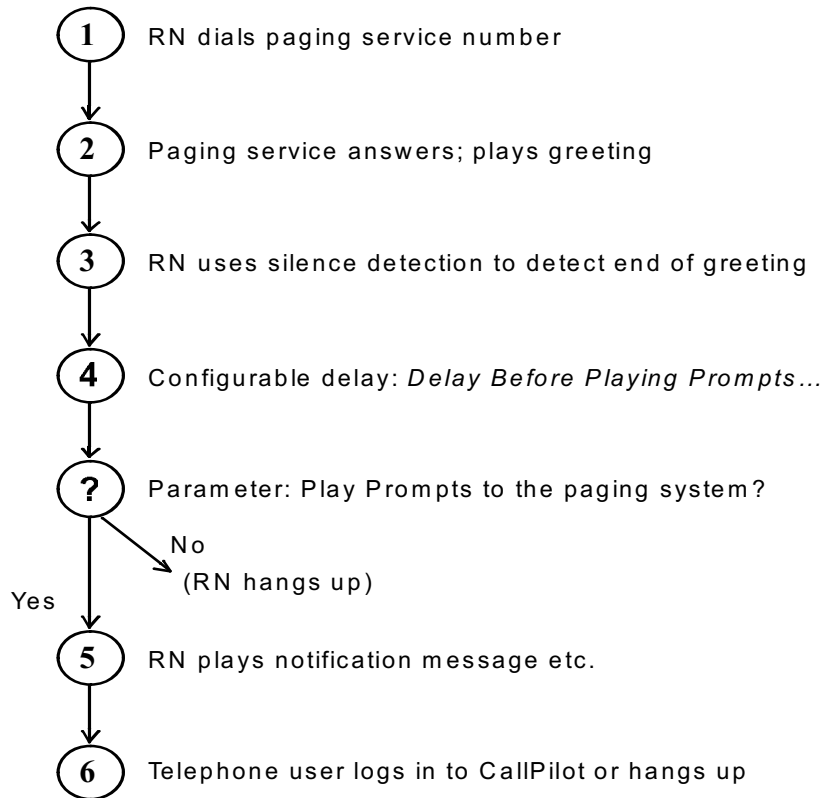 1 RN dials paging service number
2 Paging service answers; plays greeting
3 RN uses silence detection to detect end of greeting
4 Configurable delay: Delay Before Playing Prompts...
? Parameter: Play Prompts to the paging system?
No
(RN hangs up)
Yes
5 RN plays notification message etc.
6 Telephone user logs in to CallPilot or hangs up